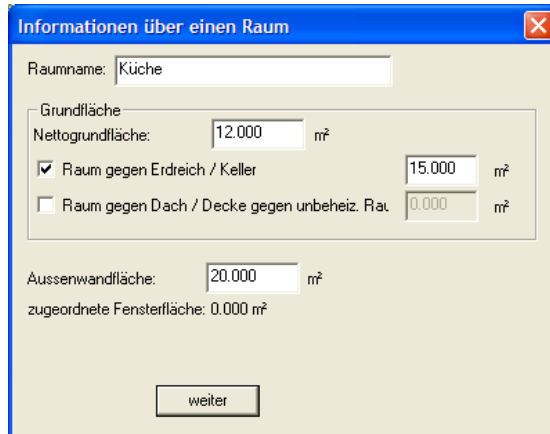 Informationen über einen Raum
Raumname: Küche
Grundfläche
Nettogrundfläche: 12.000 m²
Raum gegen Erdreich / Keller 15.000 m²
Raum gegen Dach / Decke gegen unbeheiz. Rau 0.000 m²
Aussenwandfläche: 20.000 m²
zugeordnete Fensterfläche: 0.000 m²
weiter